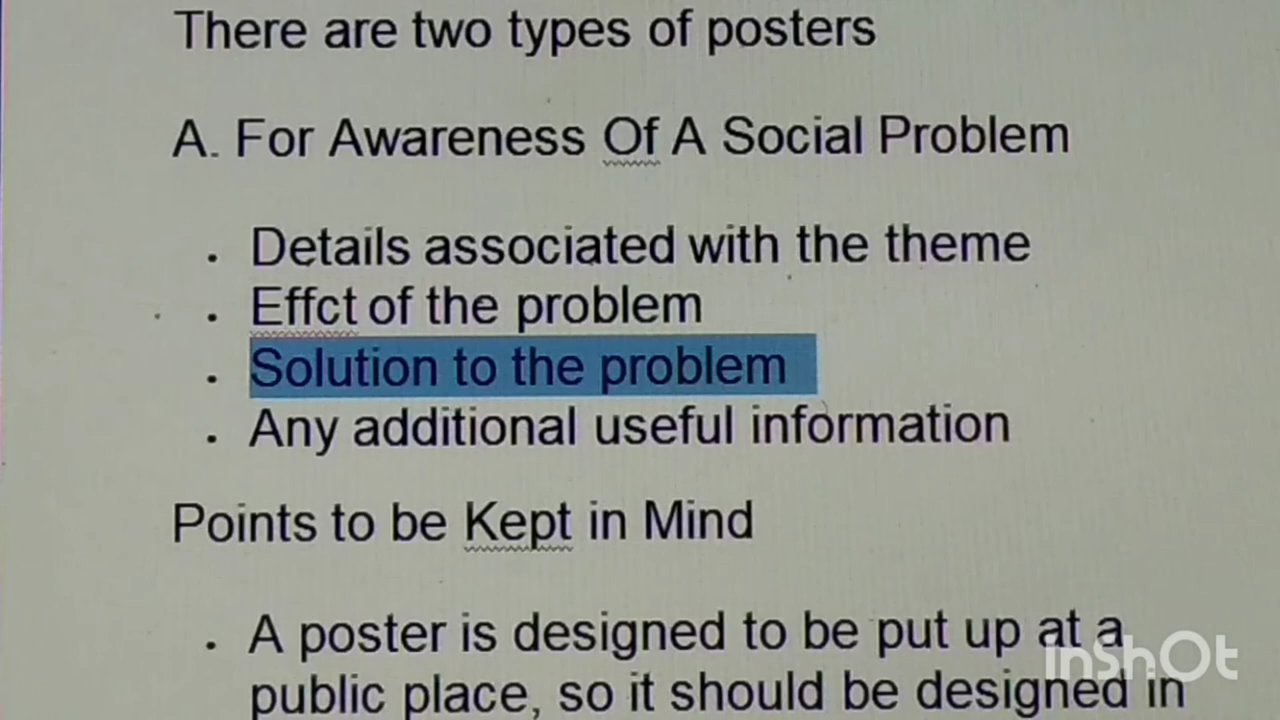 There are two types of posters
A. For Awareness Of A Social Problem
. Details associated with the theme
. Effct of the problem
. Solution to the problem
. Any additional useful information
Points to be Kept in Mind
. A poster is designed to be put up at a
public place, so it should be designed in
InShOt